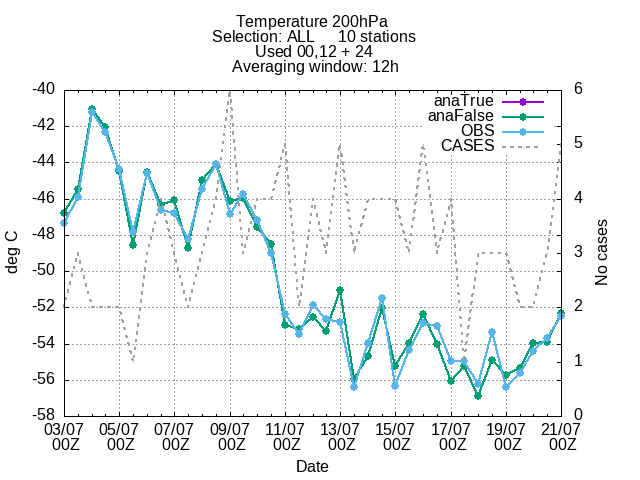 Temperature 200hPa
Selection: ALL 10 stations
Used 00,12 + 24
Averaging window: 12h
-40
-42
-44
-46
-48
-50
-52
-54
-56
-58
deg C
6
5
4
3
2
1
0
No cases
anaTrue
anaFalse
OBS
CASES
03/07 05/07 07/07 09/07 11/07 13/07 15/07 17/07 19/07 21/07
00Z 00Z 00Z 00Z 00Z 00Z 00Z 00Z 00Z 00Z
Date